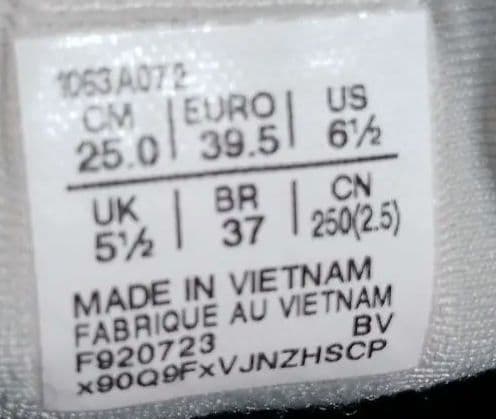 1063A072
CM | EURO | US
25.0 | 39.5 | 6½
UK | BR | CN
5½ | 37 | 250(2.5)
MADE IN VIETNAM
FABRIQUE AU VIETNAM
F920723 BV
x90Q9FxVJNZHSCP